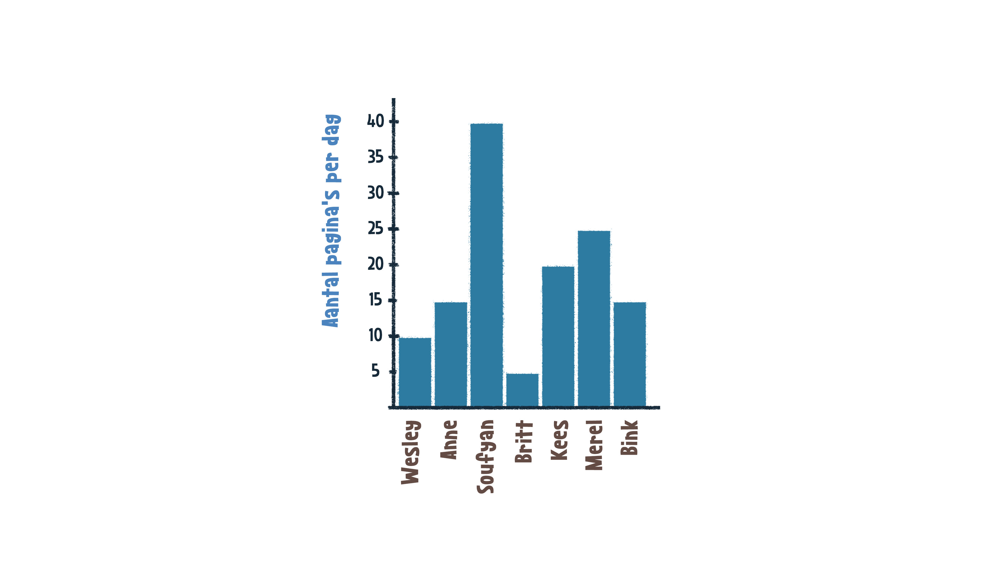 Aantal pagina's per dag
40
35
30
25
20
15
10
5
Wesley
Anne
Soufyan
Britt
Kees
Merel
Bink